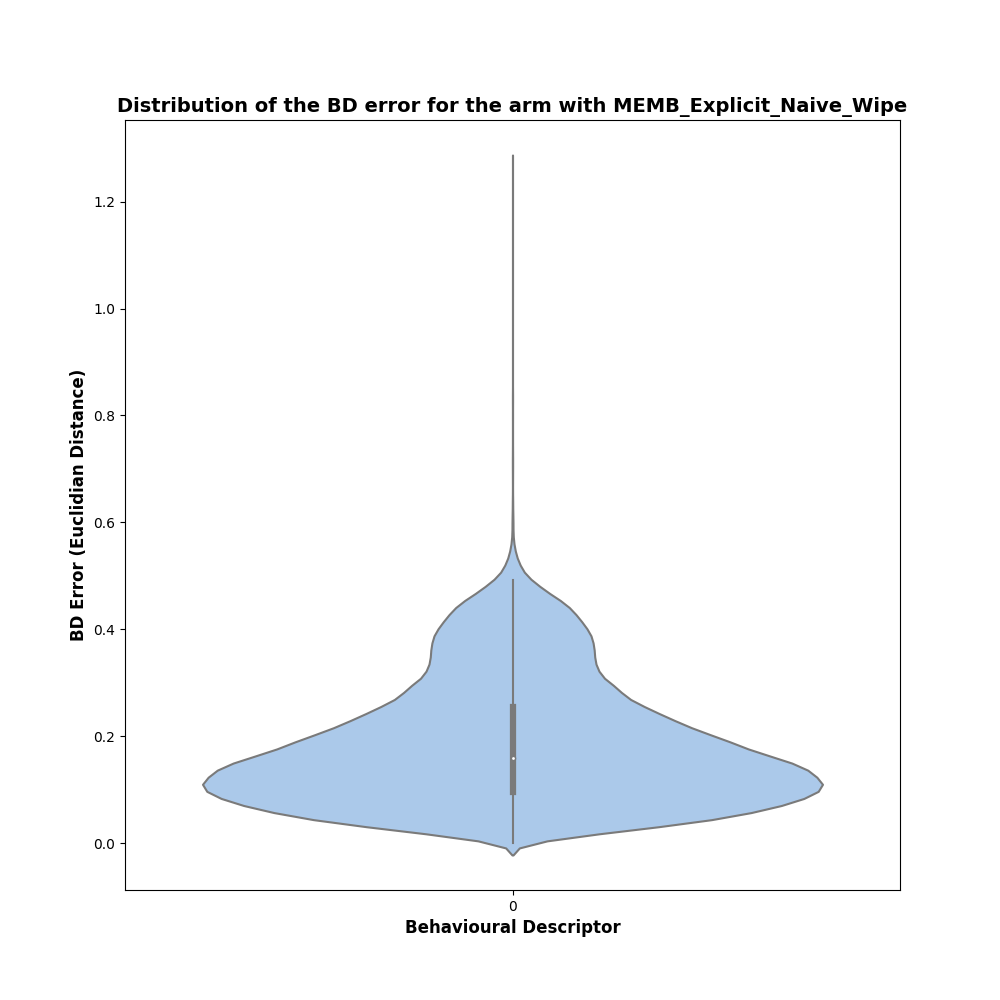 Distribution of the BD error for the arm with MEMB_Explicit_Naive_Wipe
1.2
1.0
0.8
0.6
0.4
0.2
0.0
BD Error (Euclidian Distance)
0
Behavioural Descriptor